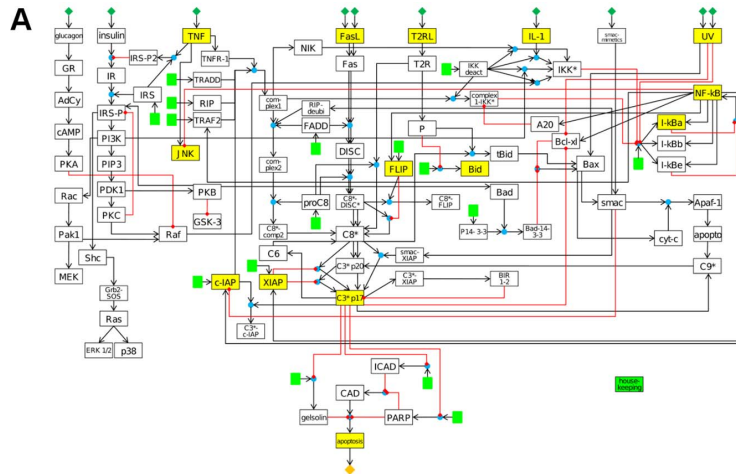 A
glucagon
insulin
TNF
FasL
T2RL
IL-1
smac-
mimetics
UV
GR
IR
IRS-P2
TNFR-1
NIK
Fas
T2R
IKK
deact
IKK*
AdCy
IRS
TRADD
NF-kB
cAMP
IRS-P
RIP
com-
plex1
RIP-
deubi
complex
1-IKK*
PKA
PI3K
TRAF2
FADD
P
A20
I-kBa
PIP3
JNK
DISC
Bcl-xl
I-kBb
com-
plex2
tBid
Bax
I-kBe
Rac
PDK1
PKB
FLIP
Bid
PKC
GSK-3
proC8
C8*-
DISC*
C8*-
FLIP
Bad
smac
Apaf-1
Pak1
Raf
C8*-
comp2
C8*
P14- 3-3
Bad-14-
3-3
cyt-c
apopto
Shc
C6
smac-
XIAP
MEK
C3*p20
C9*
Grb2-
SOS
c-IAP
XIAP
C3*-
XIAP
BIR
1-2
C3*p17
Ras
C3*-
c-IAP
ERK 1/2
p38
ICAD
CAD
house-
keeping
gelsolin
PARP
apoptosis